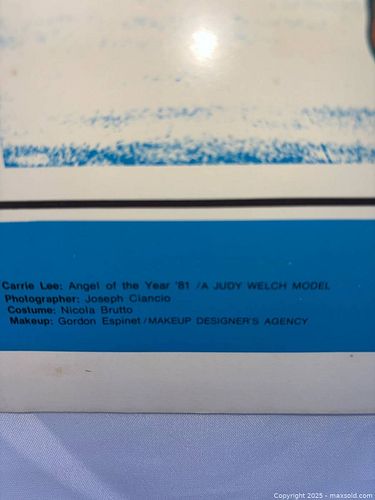 Carrie Lee: Angel of the Year '81 /A JUDY WELCH MODEL
Photographer: Joseph Ciancio
Costume: Nicola Brutto
Makeup: Gordon Espinet/MAKEUP DESIGNER'S AGENCY
Copyright 2025 - maxsold.com